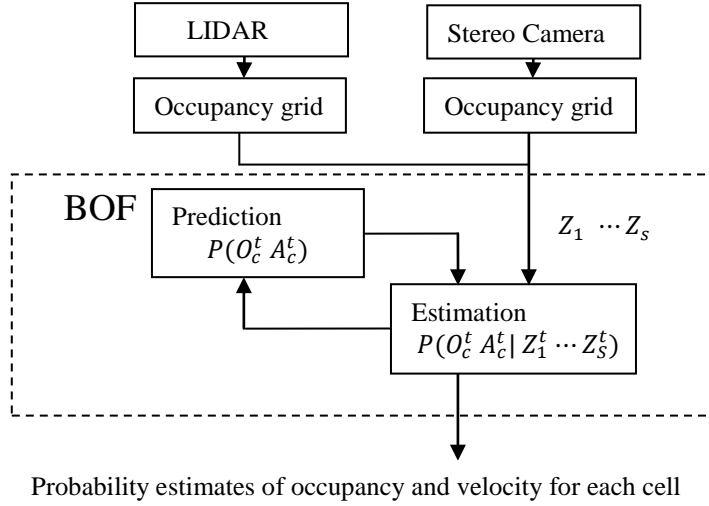 LIDAR
Stereo Camera
Occupancy grid
Occupancy grid
BOF
Prediction
P(O_c^t A_c^t)
Z_1 ⋯ Z_s
Estimation
P(O_c^t A_c^t | Z_1^t ⋯ Z_S^t)
Probability estimates of occupancy and velocity for each cell